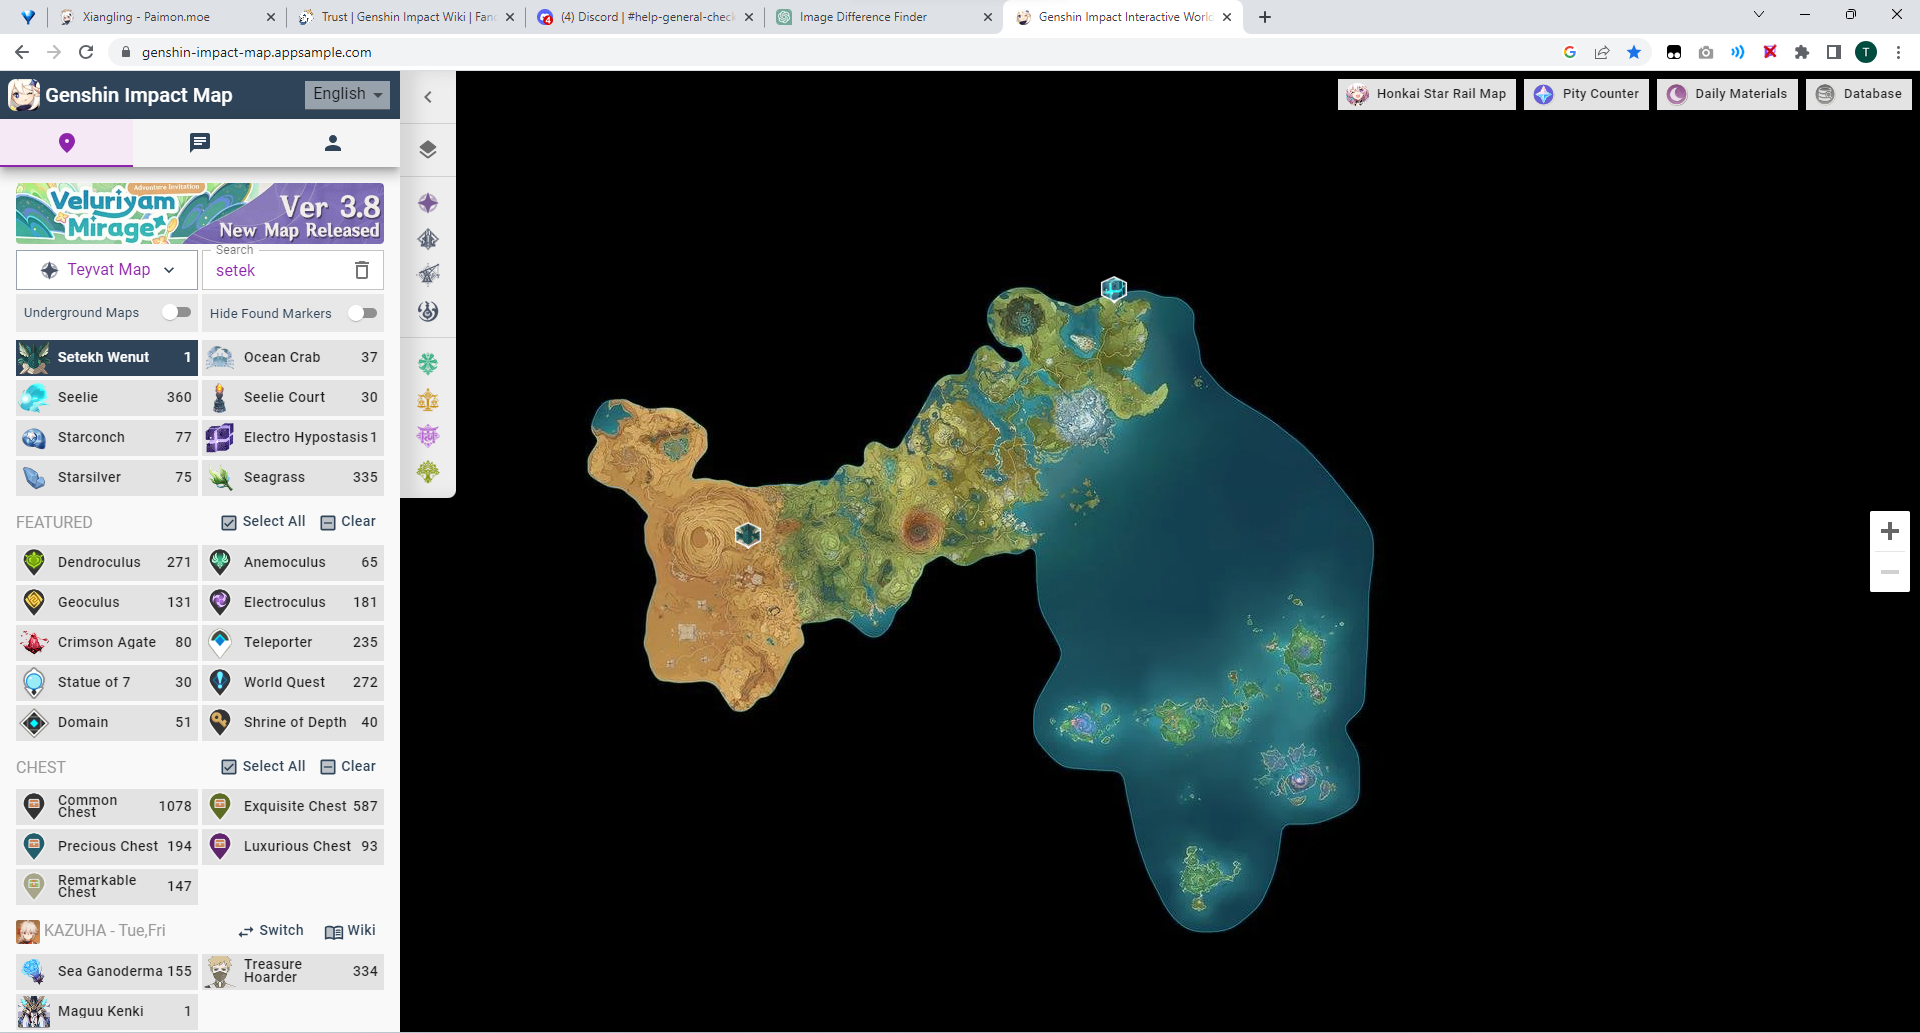 Xiangling - Paimon.moe
Trust | Genshin Impact Wiki | Fan
(4) Discord | #help-general-chec
Image Difference Finder
Genshin Impact Interactive World
genshin-impact-map.appsample.com
T
Genshin Impact Map
English
Honkai Star Rail Map
Pity Counter
Daily Materials
Database
Adventure Invitation
Veluriyam
Mirage
Ver 3.8
New Map Released
Teyvat Map
Search
setek
Underground Maps
Hide Found Markers
Setekh Wenut 1
Ocean Crab 37
Seelie 360
Seelie Court 30
Starconch 77
Electro Hypostasis 1
Starsilver 75
Seagrass 335
FEATURED
Select All
Clear
Dendroculus 271
Anemoculus 65
Geoculus 131
Electroculus 181
Crimson Agate 80
Teleporter 235
Statue of 7 30
World Quest 272
Domain 51
Shrine of Depth 40
CHEST
Select All
Clear
Common
Chest 1078
Exquisite Chest 587
Precious Chest 194
Luxurious Chest 93
Remarkable
Chest 147
KAZUHA - Tue,Fri
Switch
Wiki
Sea Ganoderma 155
Treasure
Hoarder 334
Maguu Kenki 1